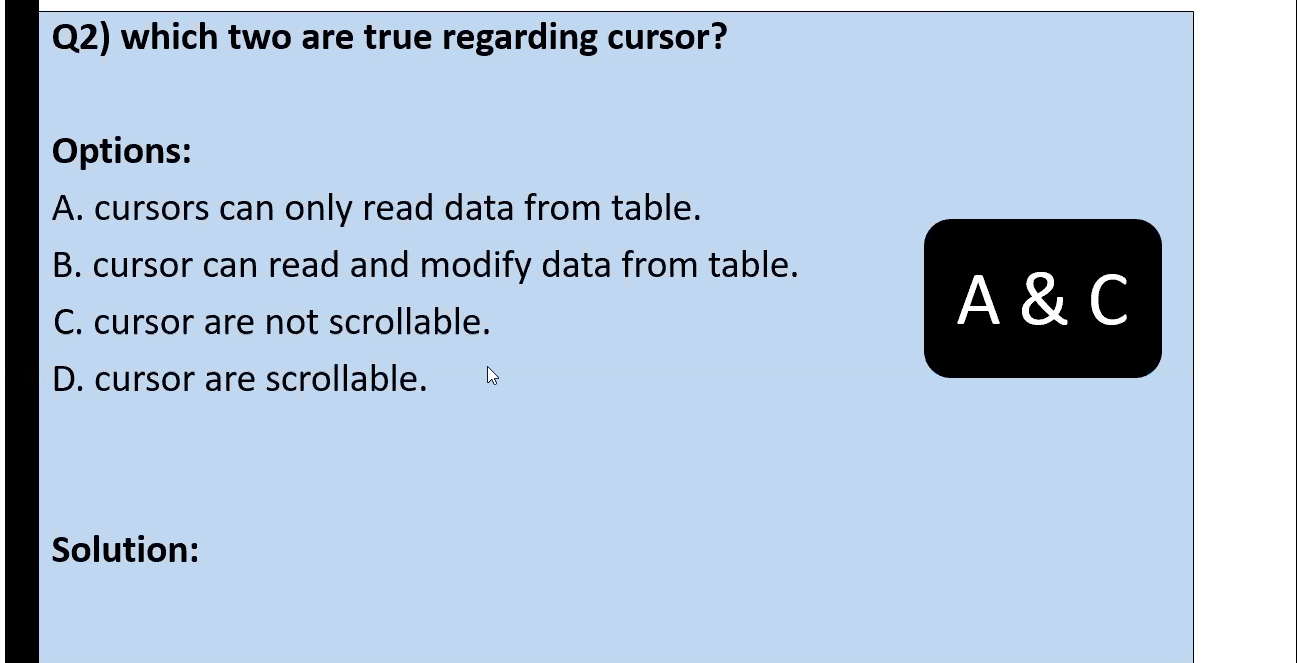 Q2) which two are true regarding cursor?
Options:
A. cursors can only read data from table.
B. cursor can read and modify data from table.
C. cursor are not scrollable.
D. cursor are scrollable.
A & C
Solution: